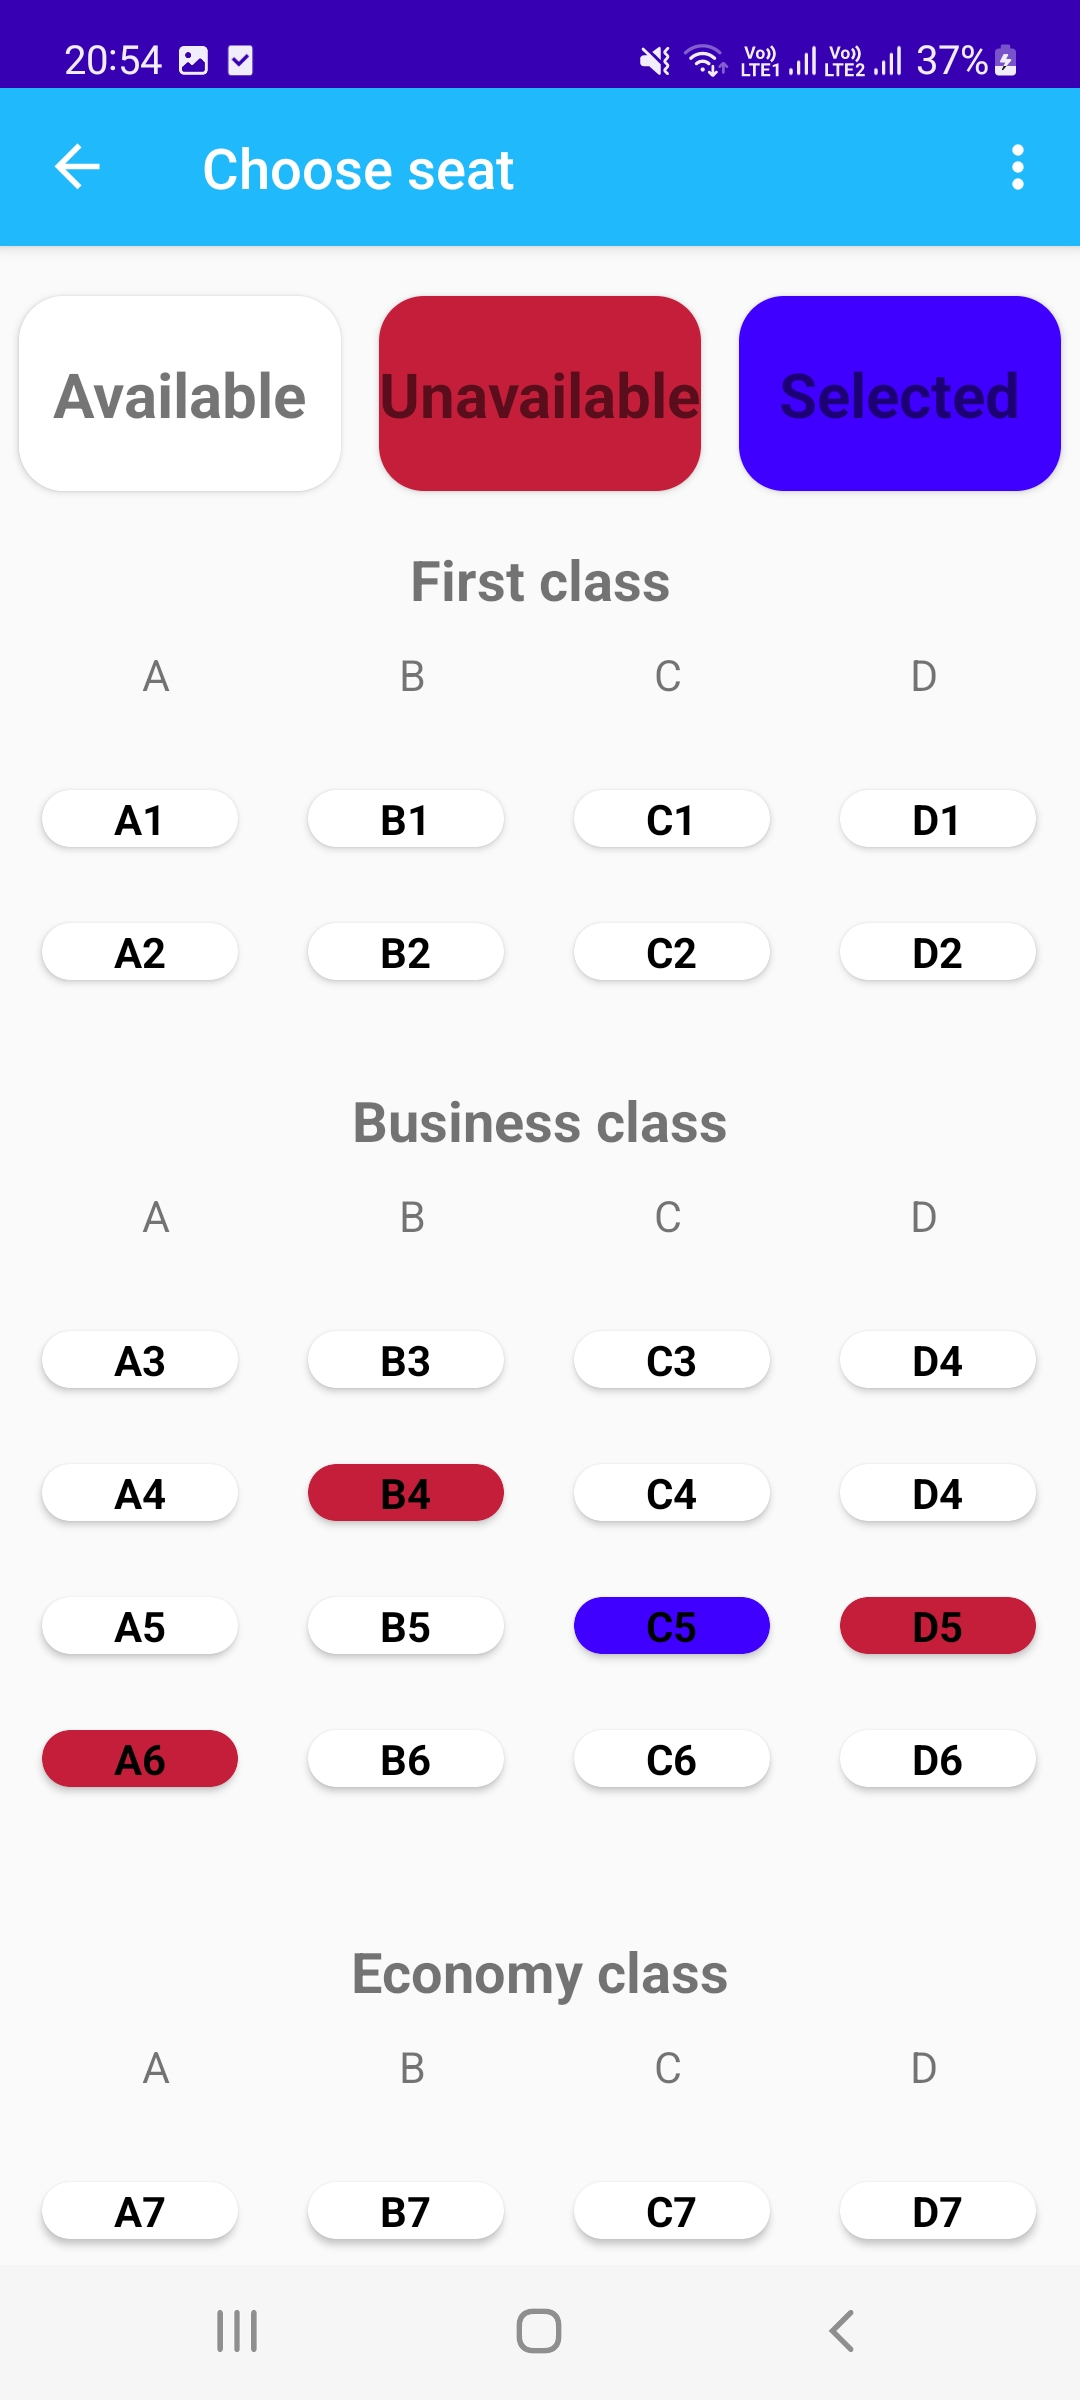 20:54 Vo)) LTE1 Vo)) LTE2 37%
Choose seat
Available Unavailable Selected
First class
A B C D
A1 B1 C1 D1
A2 B2 C2 D2
Business class
A B C D
A3 B3 C3 D4
A4 B4 C4 D4
A5 B5 C5 D5
A6 B6 C6 D6
Economy class
A B C D
A7 B7 C7 D7